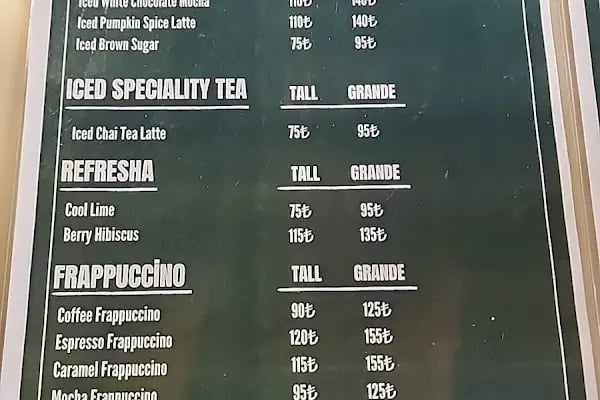 Iced White Chocolate Mocha 110₺ 140₺
Iced Pumpkin Spice Latte 110₺ 140₺
Iced Brown Sugar 75₺ 95₺
ICED SPECIALITY TEA TALL GRANDE
Iced Chai Tea Latte 75₺ 95₺
REFRESHA TALL GRANDE
Cool Lime 75₺ 95₺
Berry Hibiscus 115₺ 135₺
FRAPPUCCİNO TALL GRANDE
Coffee Frappuccino 90₺ 125₺
Espresso Frappuccino 120₺ 155₺
Caramel Frappuccino 115₺ 155₺
Mocha Frappuccino 95₺ 125₺